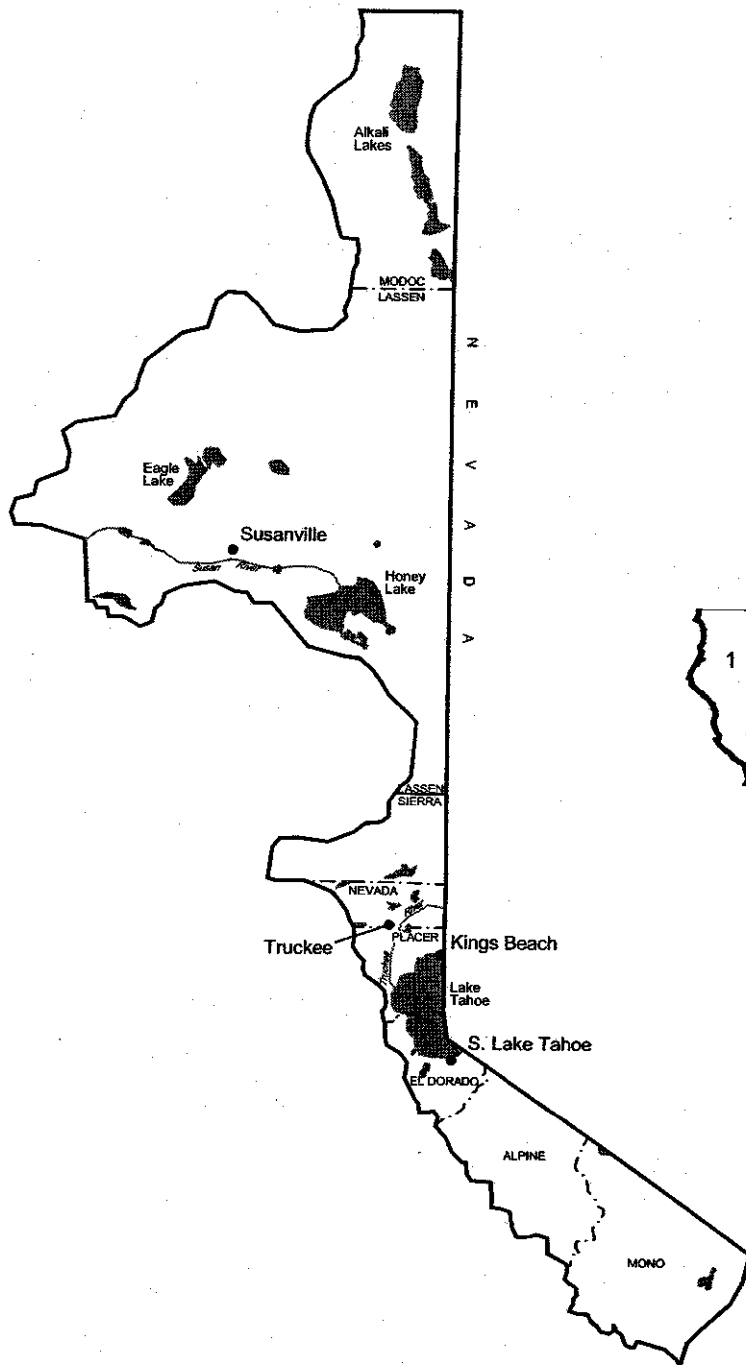 Alkali
Lakes
MODOC
LASSEN
N
E
V
A
D
A
Eagle
Lake
Susanville
Susan River
Honey
Lake
1
LASSEN
SIERRA
NEVADA
River
Truckee
PLACER
Kings Beach
Truckee
Lake
Tahoe
S. Lake Tahoe
EL DORADO
ALPINE
MONO